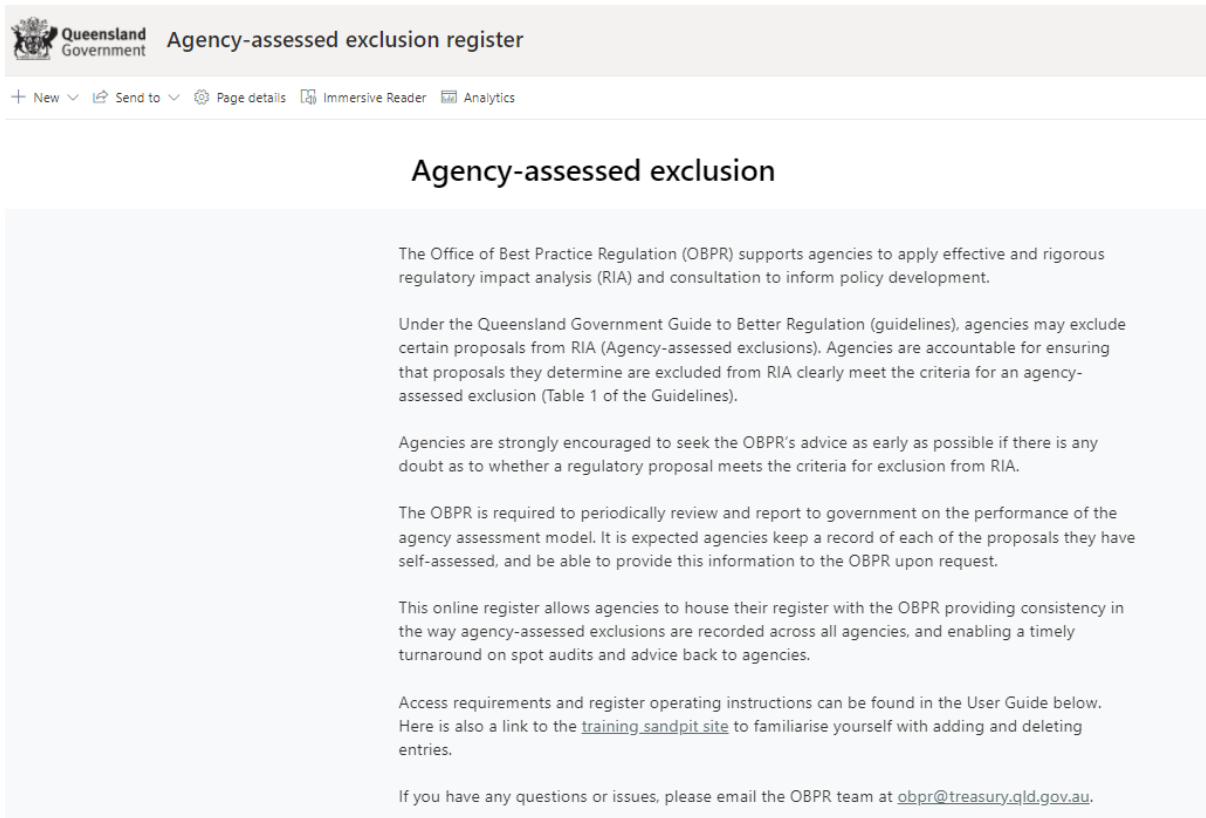 Queensland
Government
Agency-assessed exclusion register
New
Send to
Page details
Immersive Reader
Analytics
Agency-assessed exclusion
The Office of Best Practice Regulation (OBPR) supports agencies to apply effective and rigorous
regulatory impact analysis (RIA) and consultation to inform policy development.
Under the Queensland Government Guide to Better Regulation (guidelines), agencies may exclude
certain proposals from RIA (Agency-assessed exclusions). Agencies are accountable for ensuring
that proposals they determine are excluded from RIA clearly meet the criteria for an agency-
assessed exclusion (Table 1 of the Guidelines).
Agencies are strongly encouraged to seek the OBPR's advice as early as possible if there is any
doubt as to whether a regulatory proposal meets the criteria for exclusion from RIA.
The OBPR is required to periodically review and report to government on the performance of the
agency assessment model. It is expected agencies keep a record of each of the proposals they have
self-assessed, and be able to provide this information to the OBPR upon request.
This online register allows agencies to house their register with the OBPR providing consistency in
the way agency-assessed exclusions are recorded across all agencies, and enabling a timely
turnaround on spot audits and advice back to agencies.
Access requirements and register operating instructions can be found in the User Guide below.
Here is also a link to the training sandpit site to familiarise yourself with adding and deleting
entries.
If you have any questions or issues, please email the OBPR team at obpr@treasury.qld.gov.au.